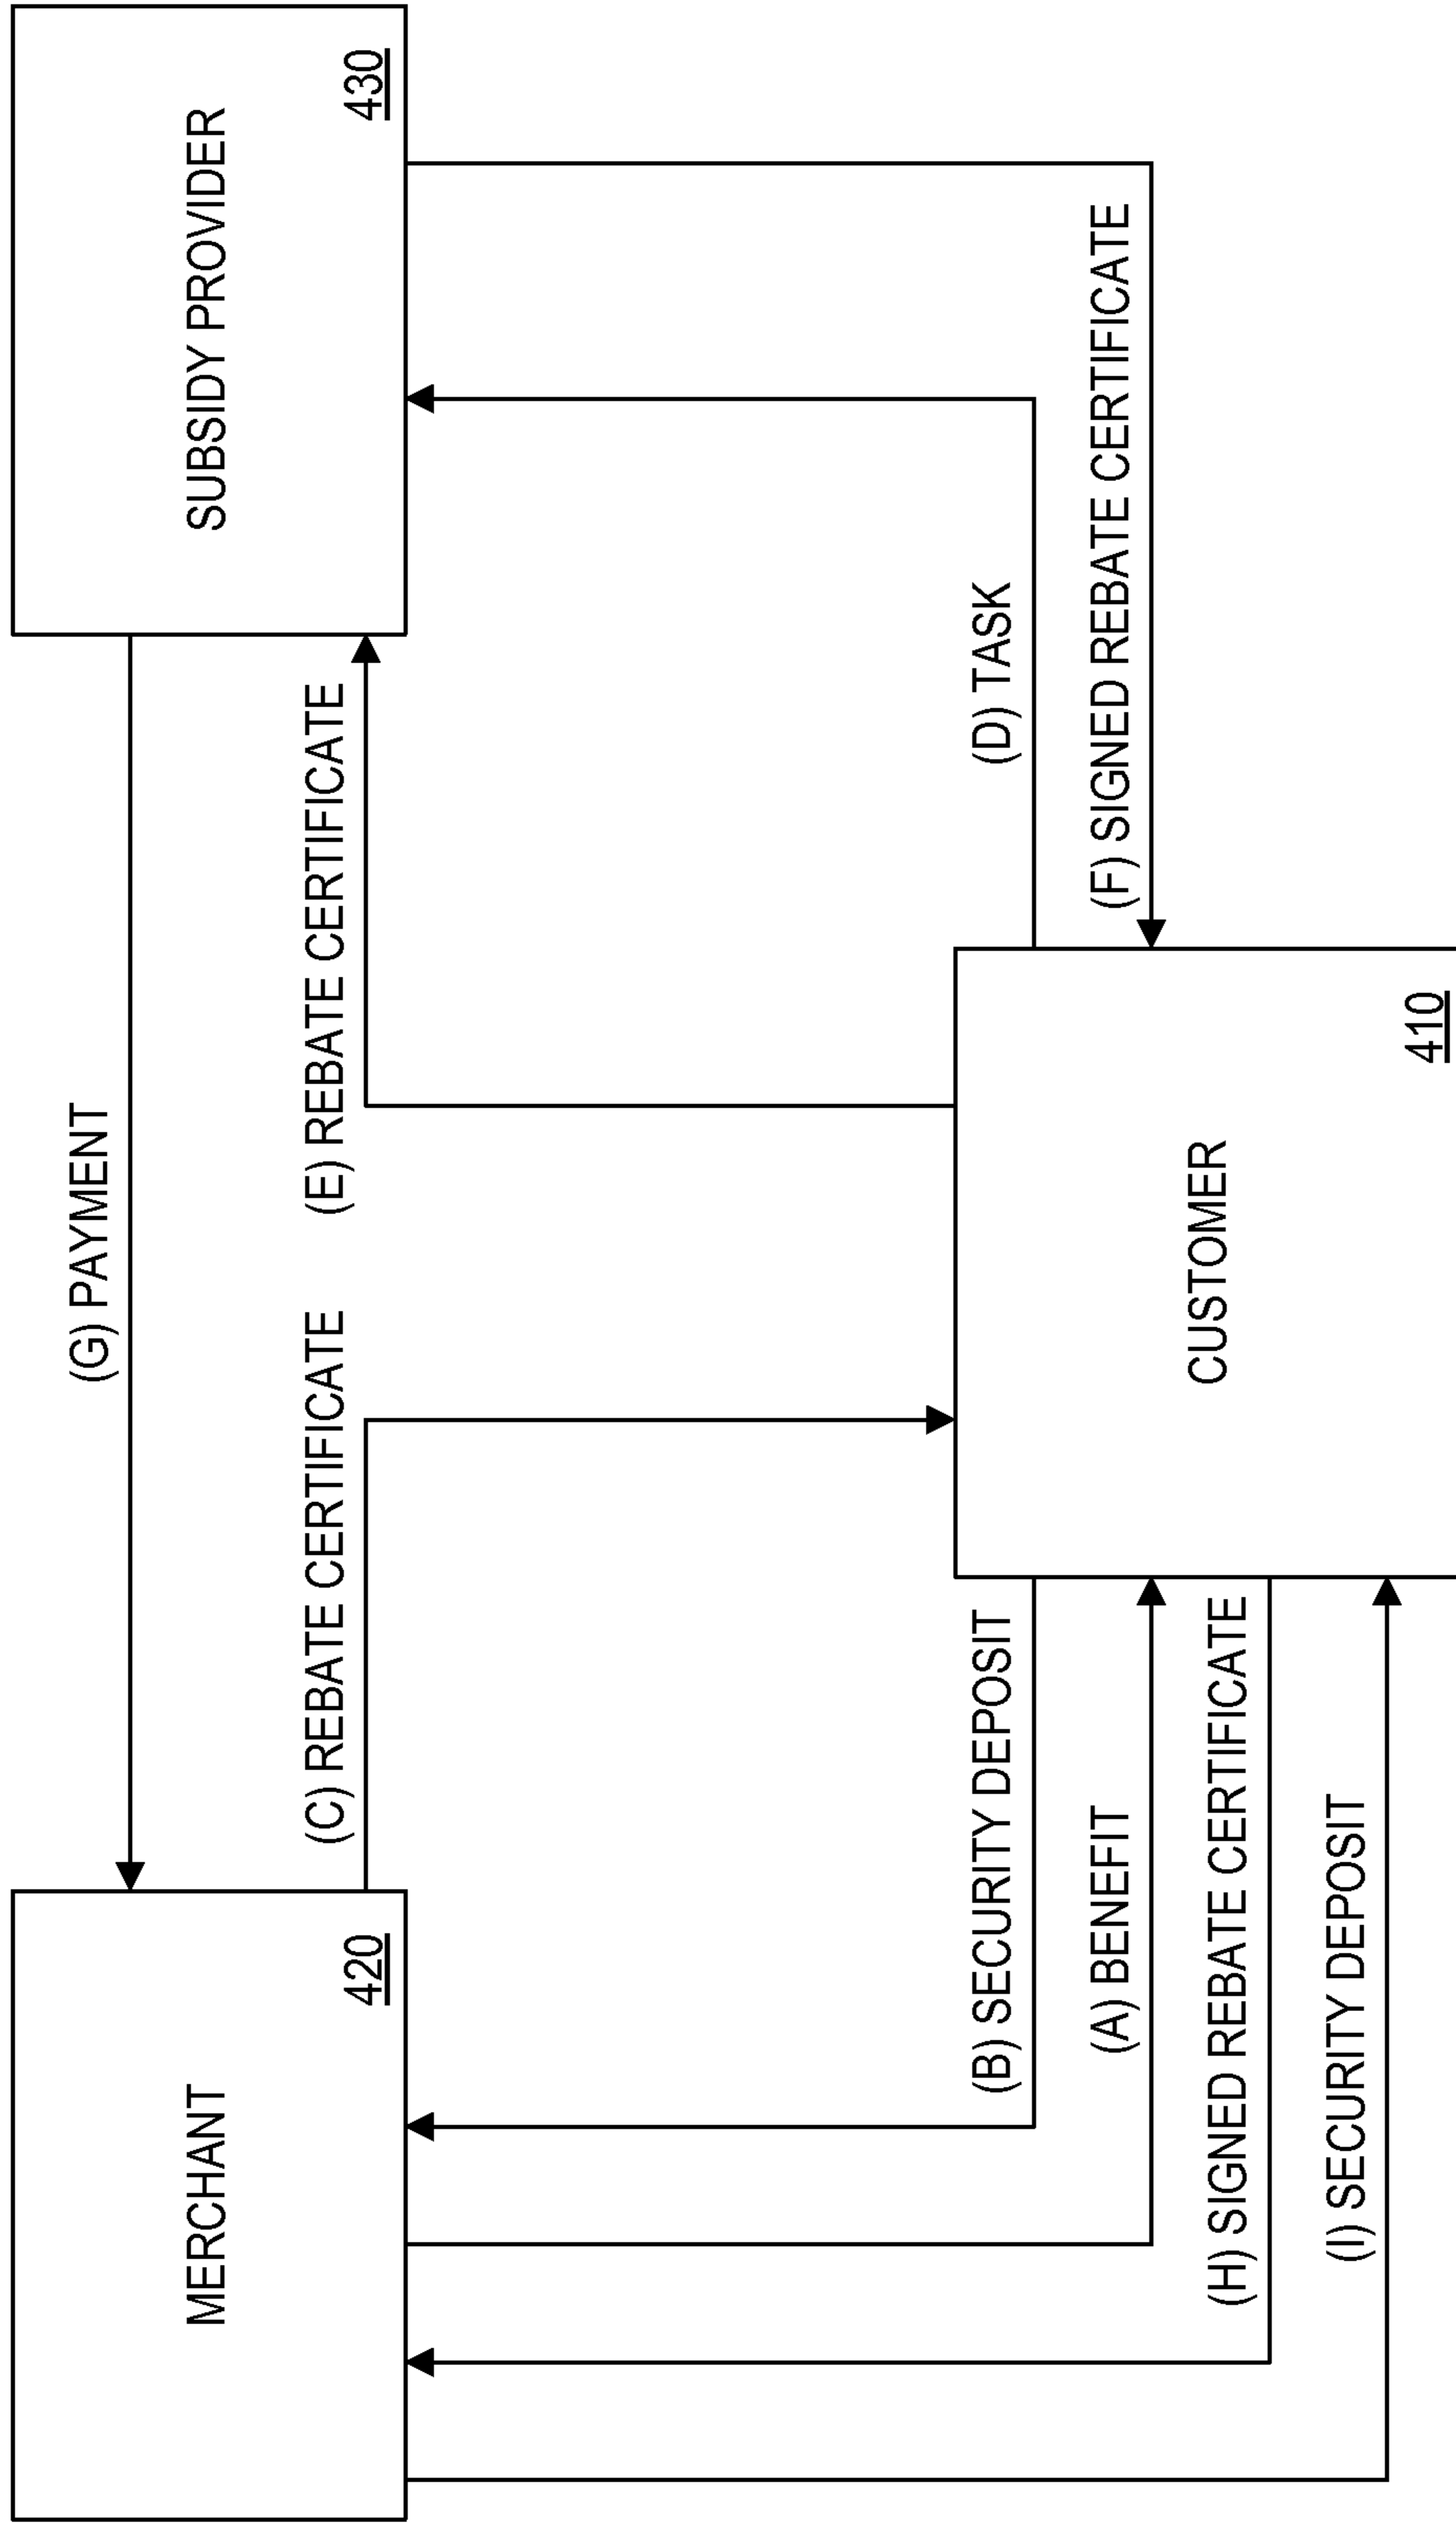 (G) PAYMENT
MERCHANT
420
SUBSIDY PROVIDER
430
(C) REBATE CERTIFICATE
(E) REBATE CERTIFICATE
(B) SECURITY DEPOSIT
(D) TASK
(A) BENEFIT
(F) SIGNED REBATE CERTIFICATE
(H) SIGNED REBATE CERTIFICATE
CUSTOMER
(I) SECURITY DEPOSIT
410